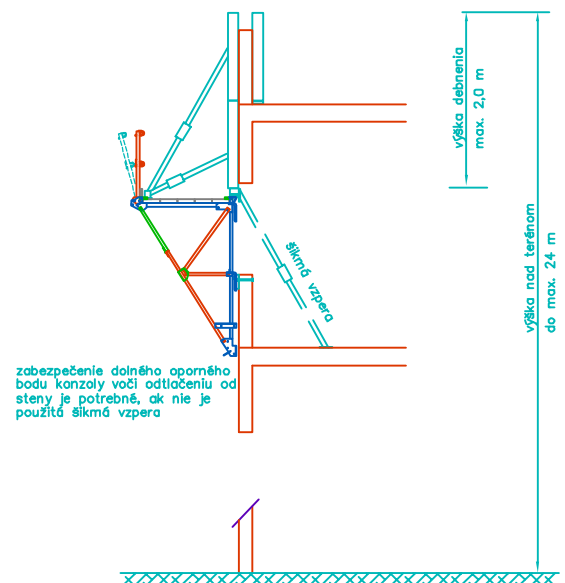 výška debnenia
max. 2,0 m
výška nad terénom
do max. 24 m
šikmá vzpera
zabezpečenie dolného oporného
bodu konzoly voči odtlačeniu od
steny je potrebné, ak nie je
použitá šikmá vzpera